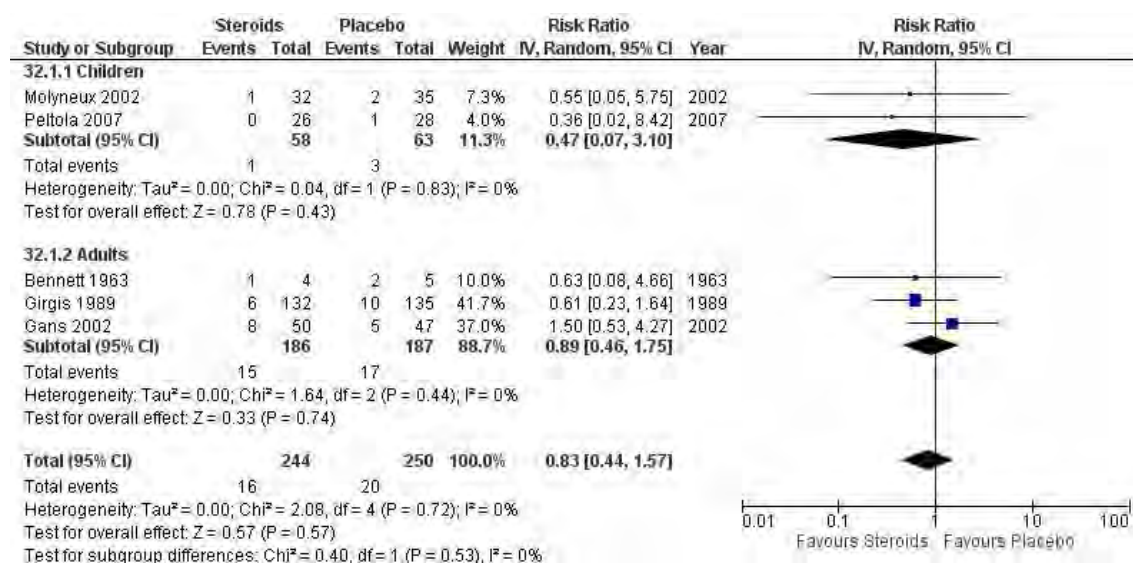 Steroids Placebo Risk Ratio Risk Ratio
Study or Subgroup Events Total Events Total Weight IV, Random, 95% CI Year IV, Random, 95% CI
32.1.1 Children
Molyneux 2002 1 32 2 35 7.3% 0.55 [0.05, 5.75] 2002
Peltola 2007 0 26 1 28 4.0% 0.36 [0.02, 8.42] 2007
Subtotal (95% CI) 58 63 11.3% 0.47 [0.07, 3.10]
Total events 1 3
Heterogeneity: Tau² = 0.00; Chi² = 0.04, df = 1 (P = 0.83); I² = 0%
Test for overall effect: Z = 0.78 (P = 0.43)
32.1.2 Adults
Bennett 1963 1 4 2 5 10.0% 0.63 [0.08, 4.66] 1963
Girgis 1989 6 132 10 135 41.7% 0.61 [0.23, 1.64] 1989
Gans 2002 8 50 5 47 37.0% 1.50 [0.53, 4.27] 2002
Subtotal (95% CI) 186 187 88.7% 0.89 [0.46, 1.75]
Total events 15 17
Heterogeneity: Tau² = 0.00; Chi² = 1.64, df = 2 (P = 0.44); I² = 0%
Test for overall effect: Z = 0.33 (P = 0.74)
Total (95% CI) 244 250 100.0% 0.83 [0.44, 1.57]
Total events 16 20
Heterogeneity: Tau² = 0.00; Chi² = 2.08, df = 4 (P = 0.72); I² = 0%
Test for overall effect: Z = 0.57 (P = 0.57)
Test for subgroup differences: Chi² = 0.40, df = 1 (P = 0.53), I² = 0%
0.01 0.1 1 10 100
Favours Steroids Favours Placebo